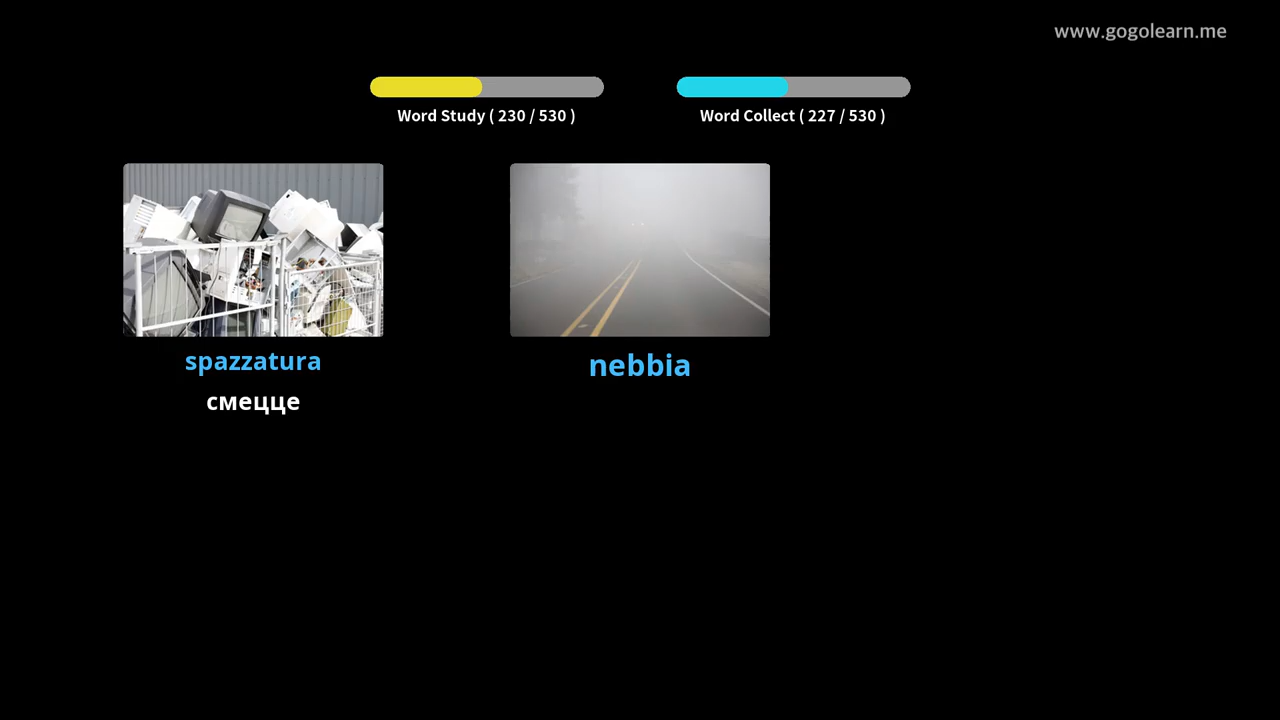 www.gogolearn.me
Word Study ( 230 / 530 )
Word Collect ( 227 / 530 )
spazzatura
смецце
nebbia